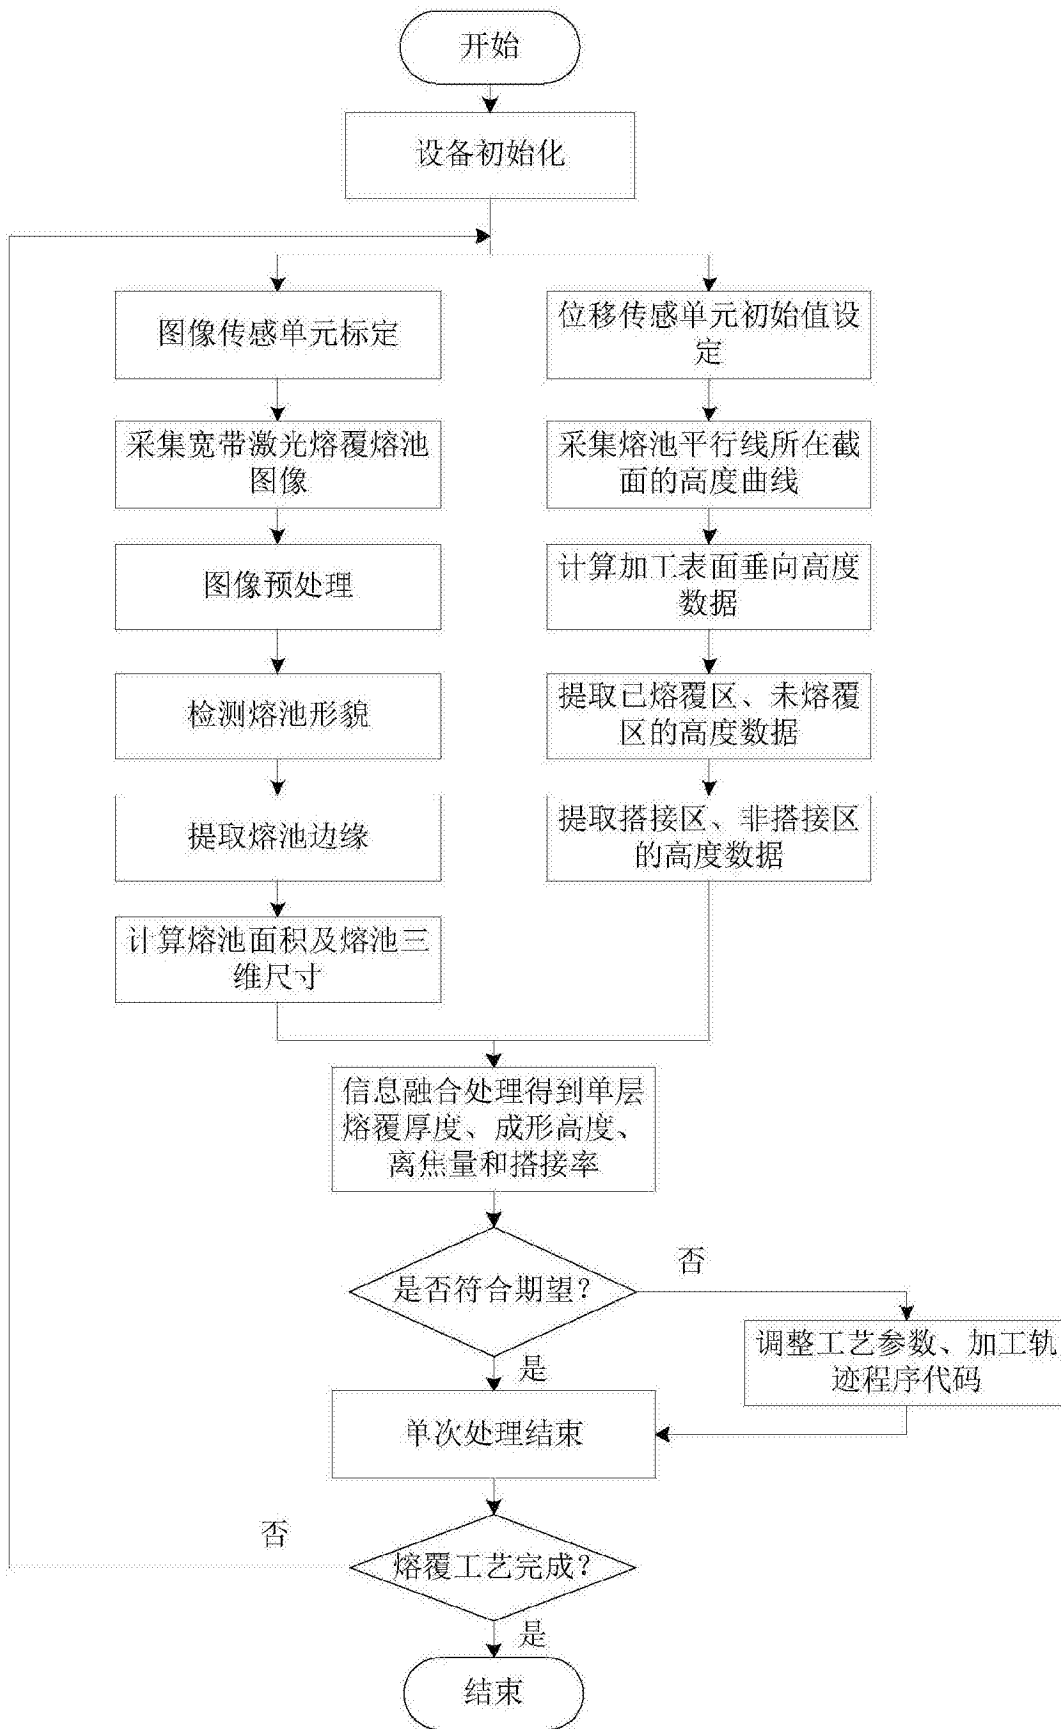 开始
设备初始化
图像传感单元标定
采集宽带激光熔覆熔池
图像
图像预处理
检测熔池形貌
提取熔池边缘
计算熔池面积及熔池三
维尺寸
位移传感单元初始值设
定
采集熔池平行线所在截
面的高度曲线
计算加工表面垂向高度
数据
提取已熔覆区、未熔覆
区的高度数据
提取搭接区、非搭接区
的高度数据
信息融合处理得到单层
熔覆厚度、成形高度、
离焦量和搭接率
是否符合期望?
否
调整工艺参数、加工轨
迹程序代码
是
单次处理结束
熔覆工艺完成?
否
是
结束